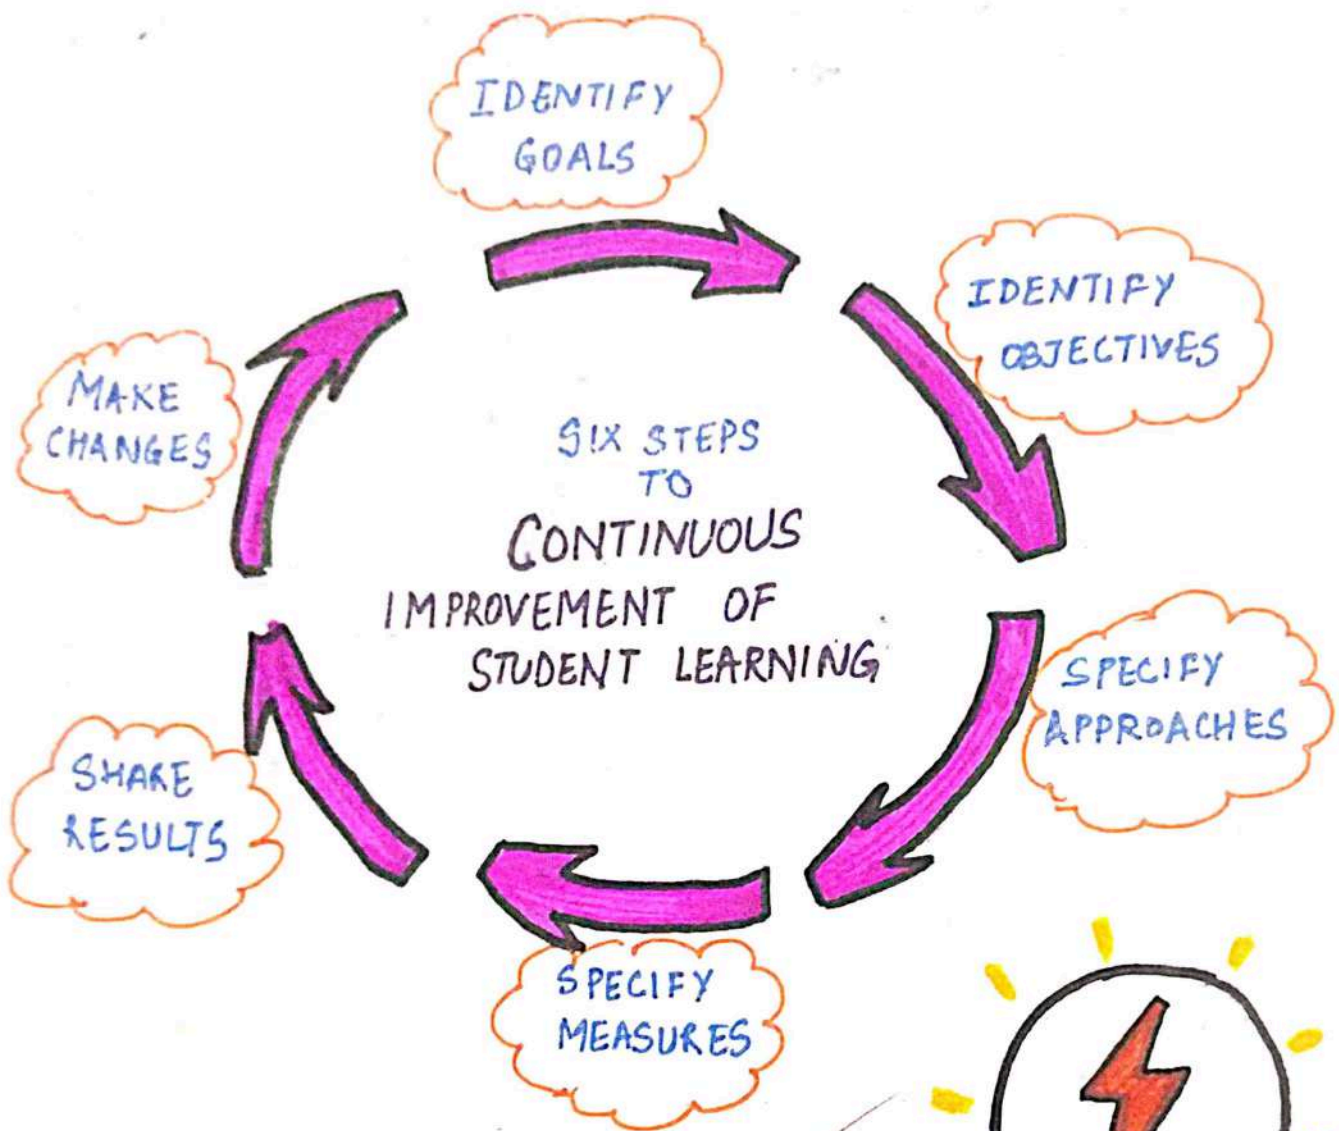 IDENTIFY
GOALS
IDENTIFY
OBJECTIVES
SPECIFY
APPROACHES
SPECIFY
MEASURES
SHARE
RESULTS
MAKE
CHANGES
SIX STEPS
TO
CONTINUOUS
IMPROVEMENT OF
STUDENT LEARNING